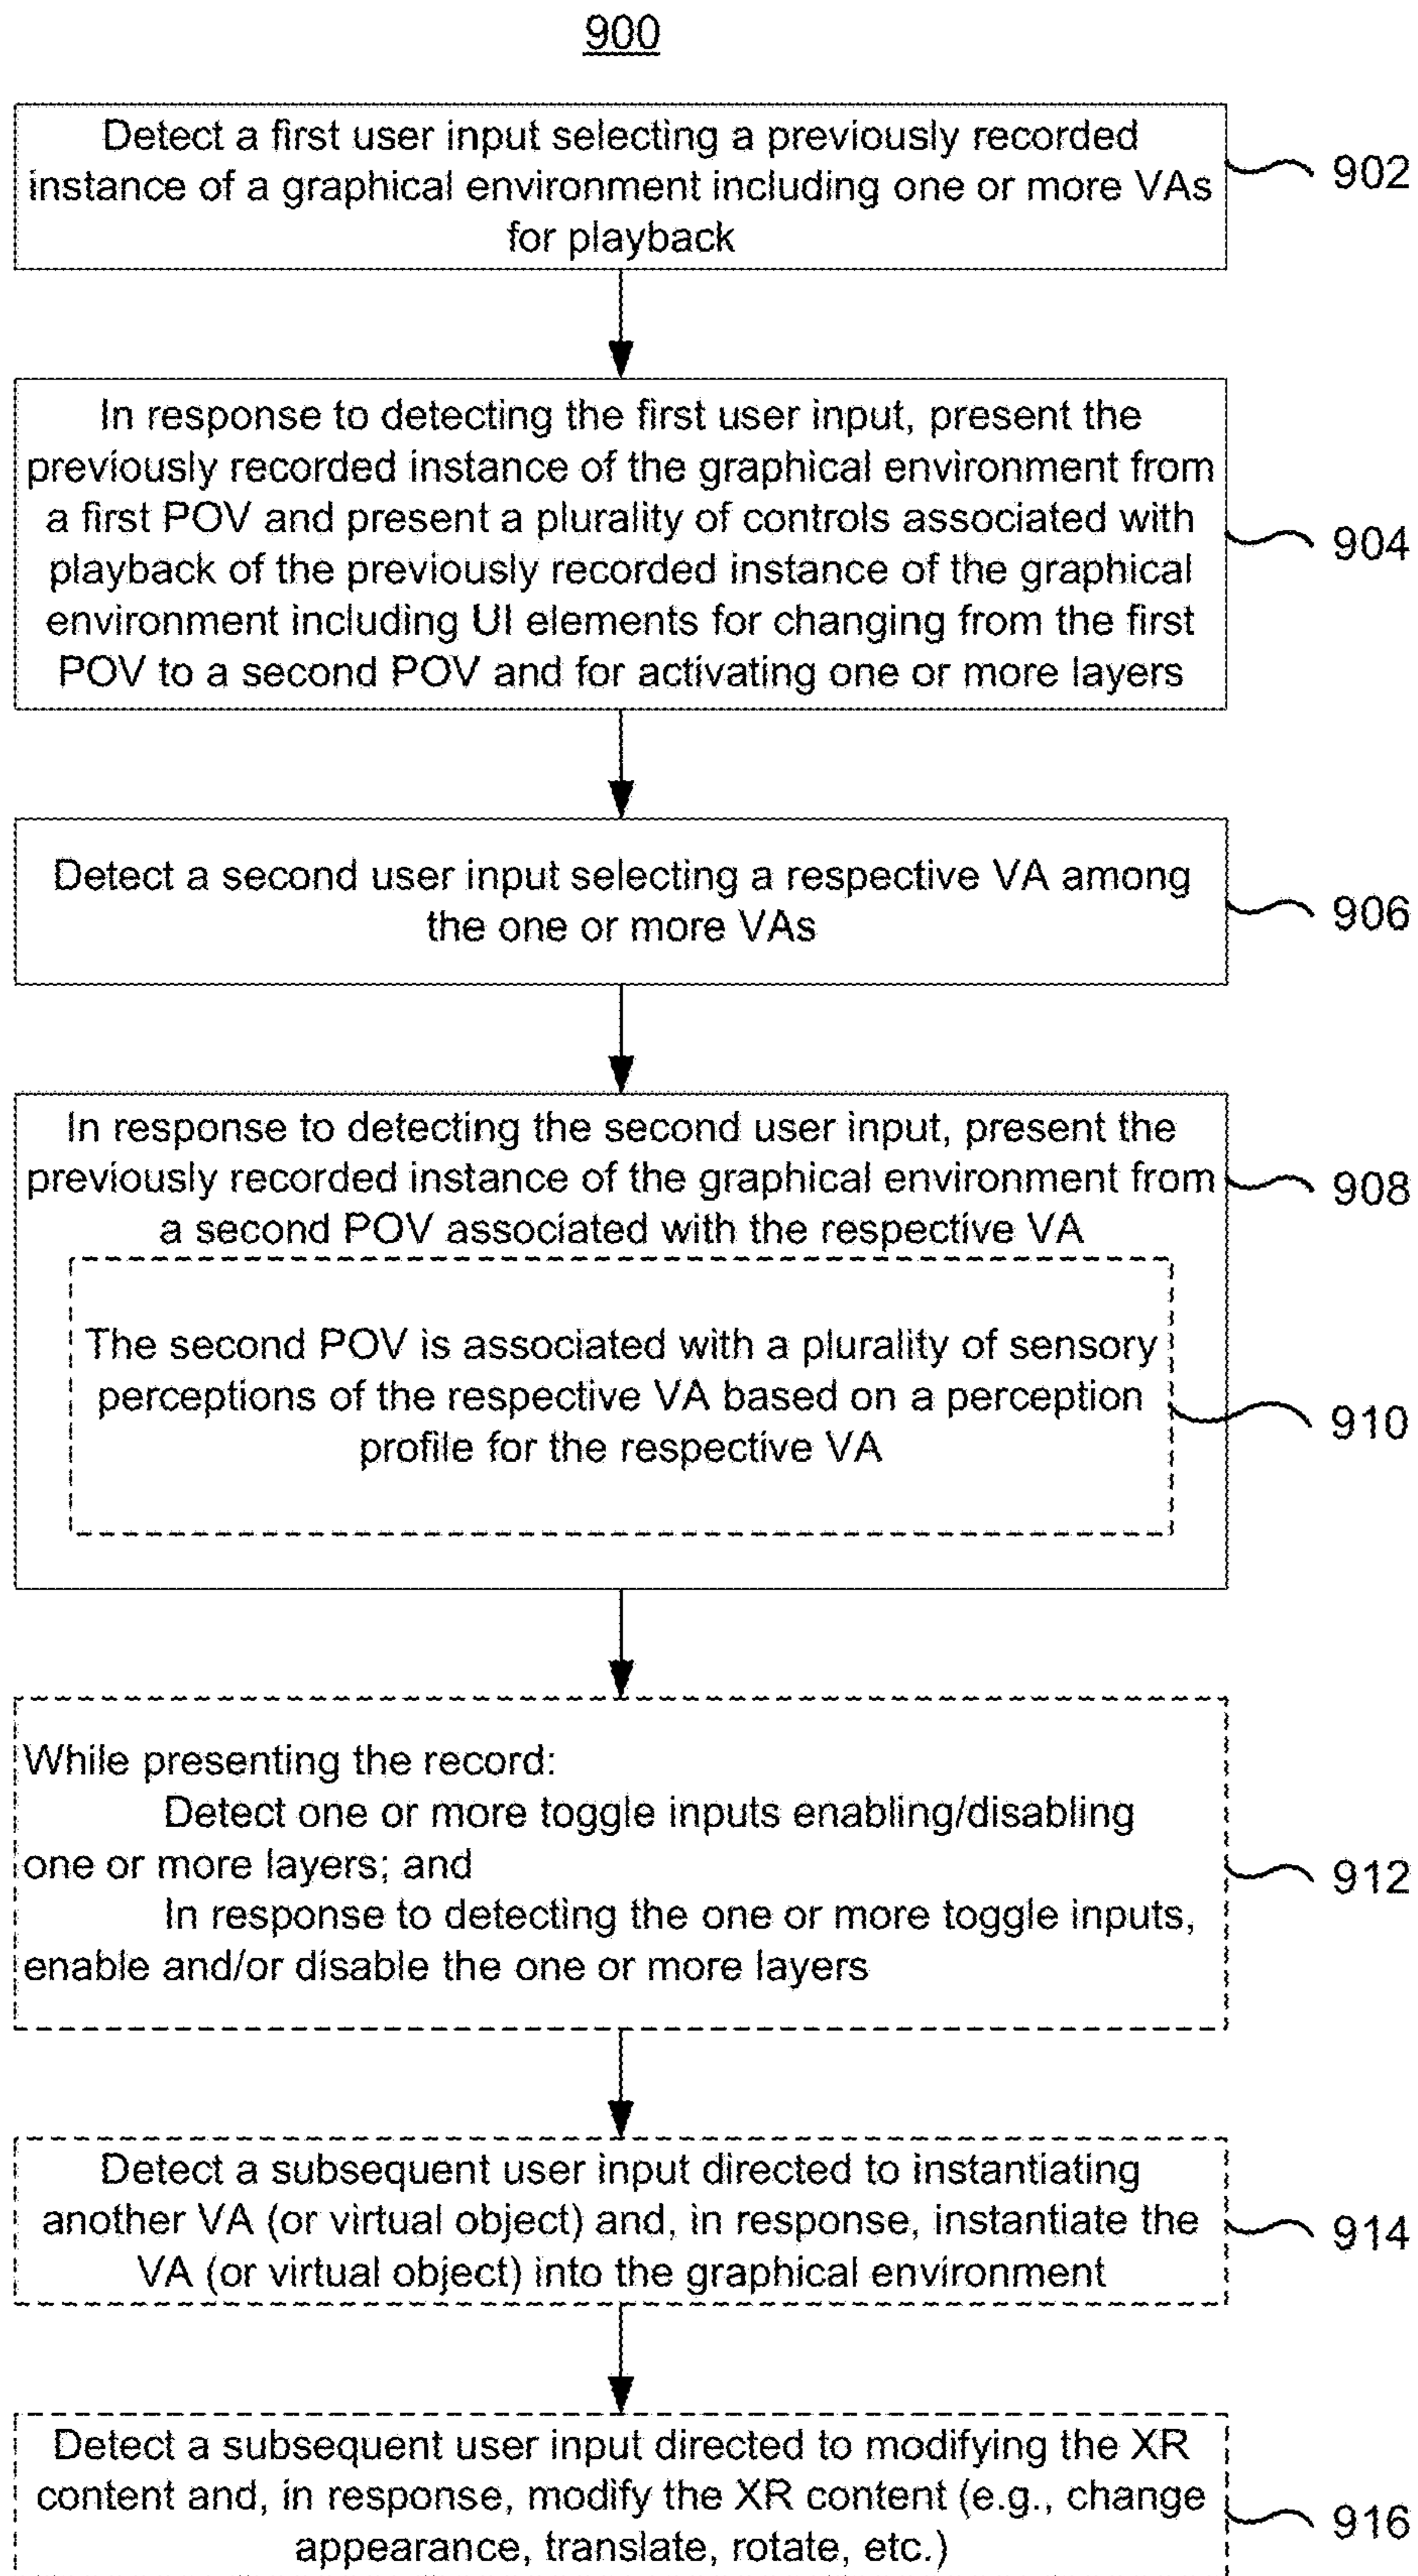 900
Detect a first user input selecting a previously recorded
instance of a graphical environment including one or more VAs
for playback
902
In response to detecting the first user input, present the
previously recorded instance of the graphical environment from
a first POV and present a plurality of controls associated with
playback of the previously recorded instance of the graphical
environment including UI elements for changing from the first
POV to a second POV and for activating one or more layers
904
Detect a second user input selecting a respective VA among
the one or more VAs
906
In response to detecting the second user input, present the
previously recorded instance of the graphical environment from
a second POV associated with the respective VA
908
The second POV is associated with a plurality of sensory
perceptions of the respective VA based on a perception
profile for the respective VA
910
While presenting the record:
Detect one or more toggle inputs enabling/disabling
one or more layers; and
In response to detecting the one or more toggle inputs,
enable and/or disable the one or more layers
912
Detect a subsequent user input directed to instantiating
another VA (or virtual object) and, in response, instantiate the
VA (or virtual object) into the graphical environment
914
Detect a subsequent user input directed to modifying the XR
content and, in response, modify the XR content (e.g., change
appearance, translate, rotate, etc.)
916